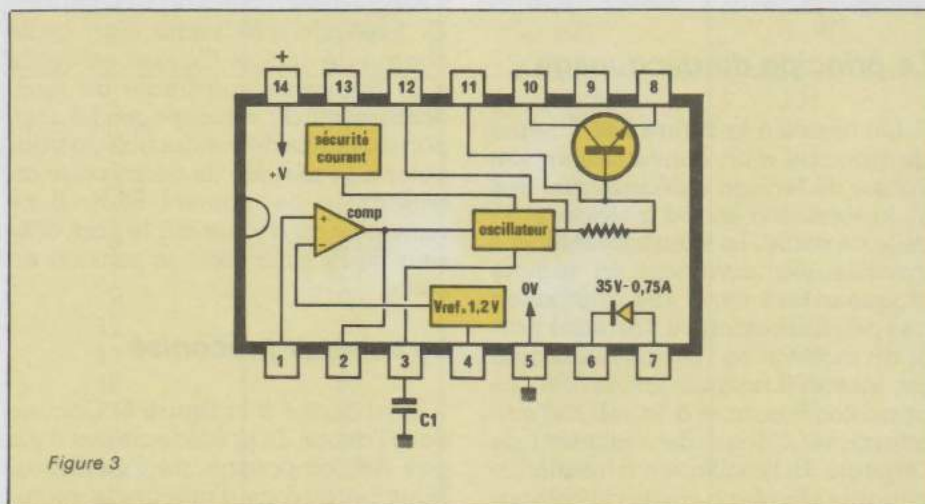 +
14 13 12 11 10 9 8
sécurité
courant
+V
+
comp
oscillateur
−
Vref. 1,2 V
0V
35V-0,75A
1 2 3 4 5 6 7
C1
Figure 3